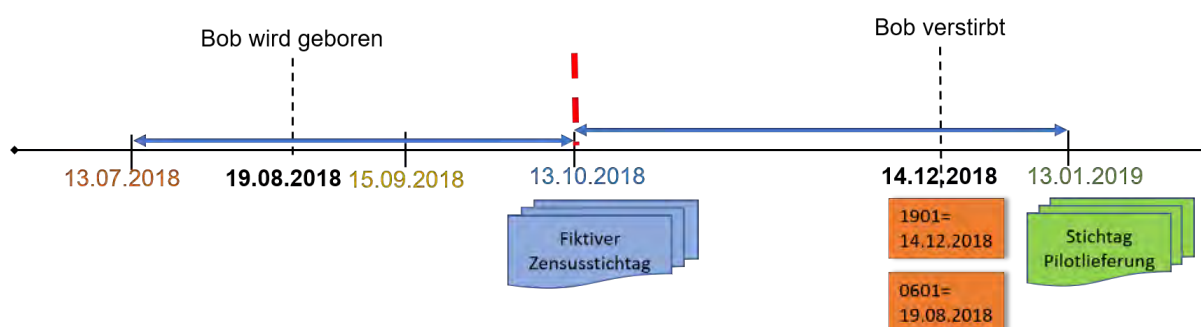 Bob wird geboren
Bob verstirbt
13.07.2018
19.08.2018
15.09.2018
13.10.2018
14.12.2018
13.01.2019
Fiktiver
Zensusstichtag
1901=
14.12.2018
Stichtag
Pilotlieferung
0601=
19.08.2018